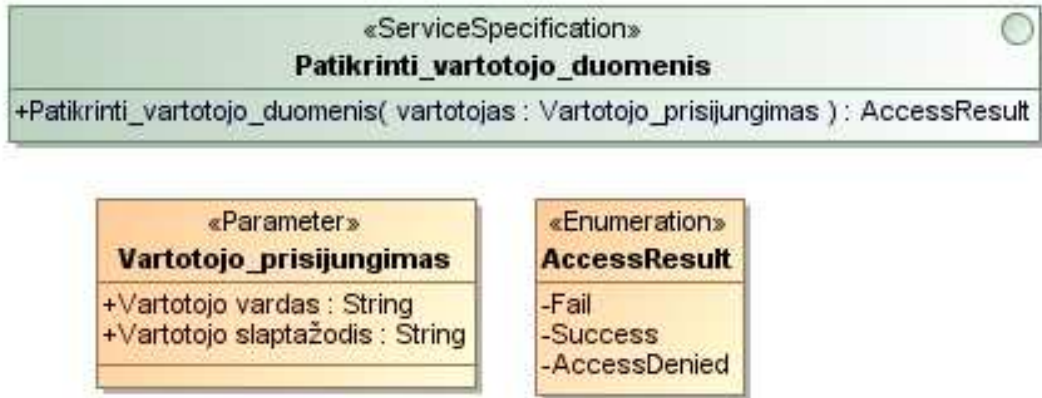 «ServiceSpecification»
Patikrinti_vartotojo_duomenis
+Patikrinti_vartotojo_duomenis( vartotojas : Vartotojo_prisijungimas ) : AccessResult
«Parameter»
Vartotojo_prisijungimas
+Vartotojo vardas : String
+Vartotojo slaptažodis : String
«Enumeration»
AccessResult
-Fail
-Success
-AccessDenied